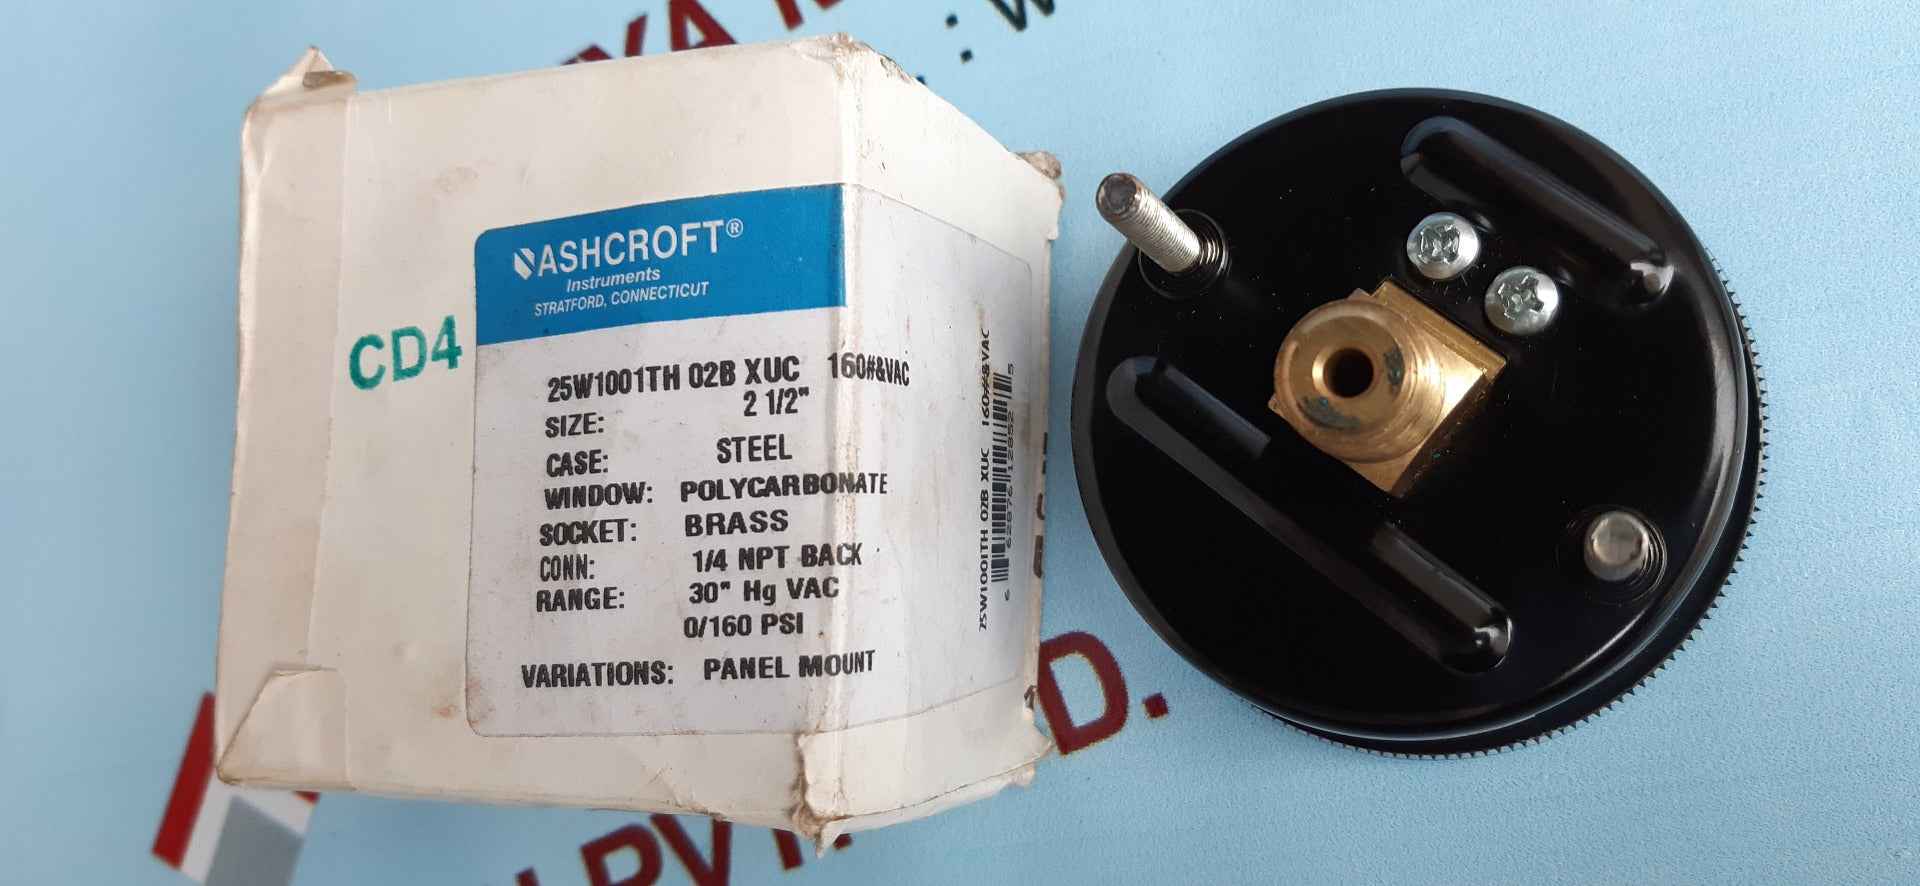 ASHCROFT®
Instruments
STRATFORD, CONNECTICUT
CD4
25W1001TH 02B XUC 160#&VAC
SIZE: 2 1/2"
CASE: STEEL
WINDOW: POLYCARBONATE
SOCKET: BRASS
CONN: 1/4 NPT BACK
RANGE: 30" Hg VAC
0/160 PSI
VARIATIONS: PANEL MOUNT
25W1001TH 02B XUC 160#&VAC
D.